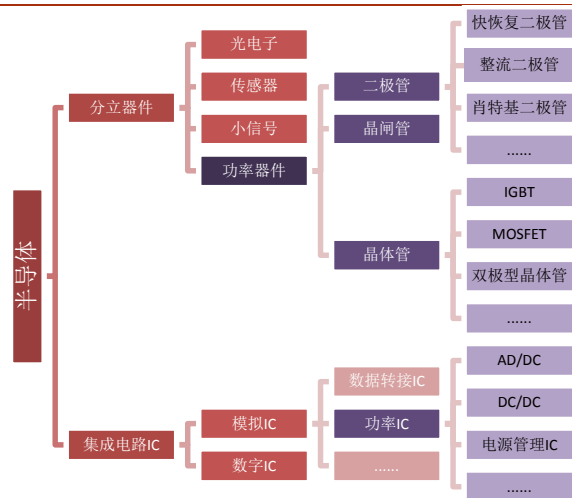 半导体
分立器件
光电子
传感器
小信号
功率器件
二极管
快恢复二极管
整流二极管
肖特基二极管
......
晶闸管
晶体管
IGBT
MOSFET
双极型晶体管
......
集成电路IC
模拟IC
数据转接IC
功率IC
AD/DC
DC/DC
电源管理IC
......
......
数字IC